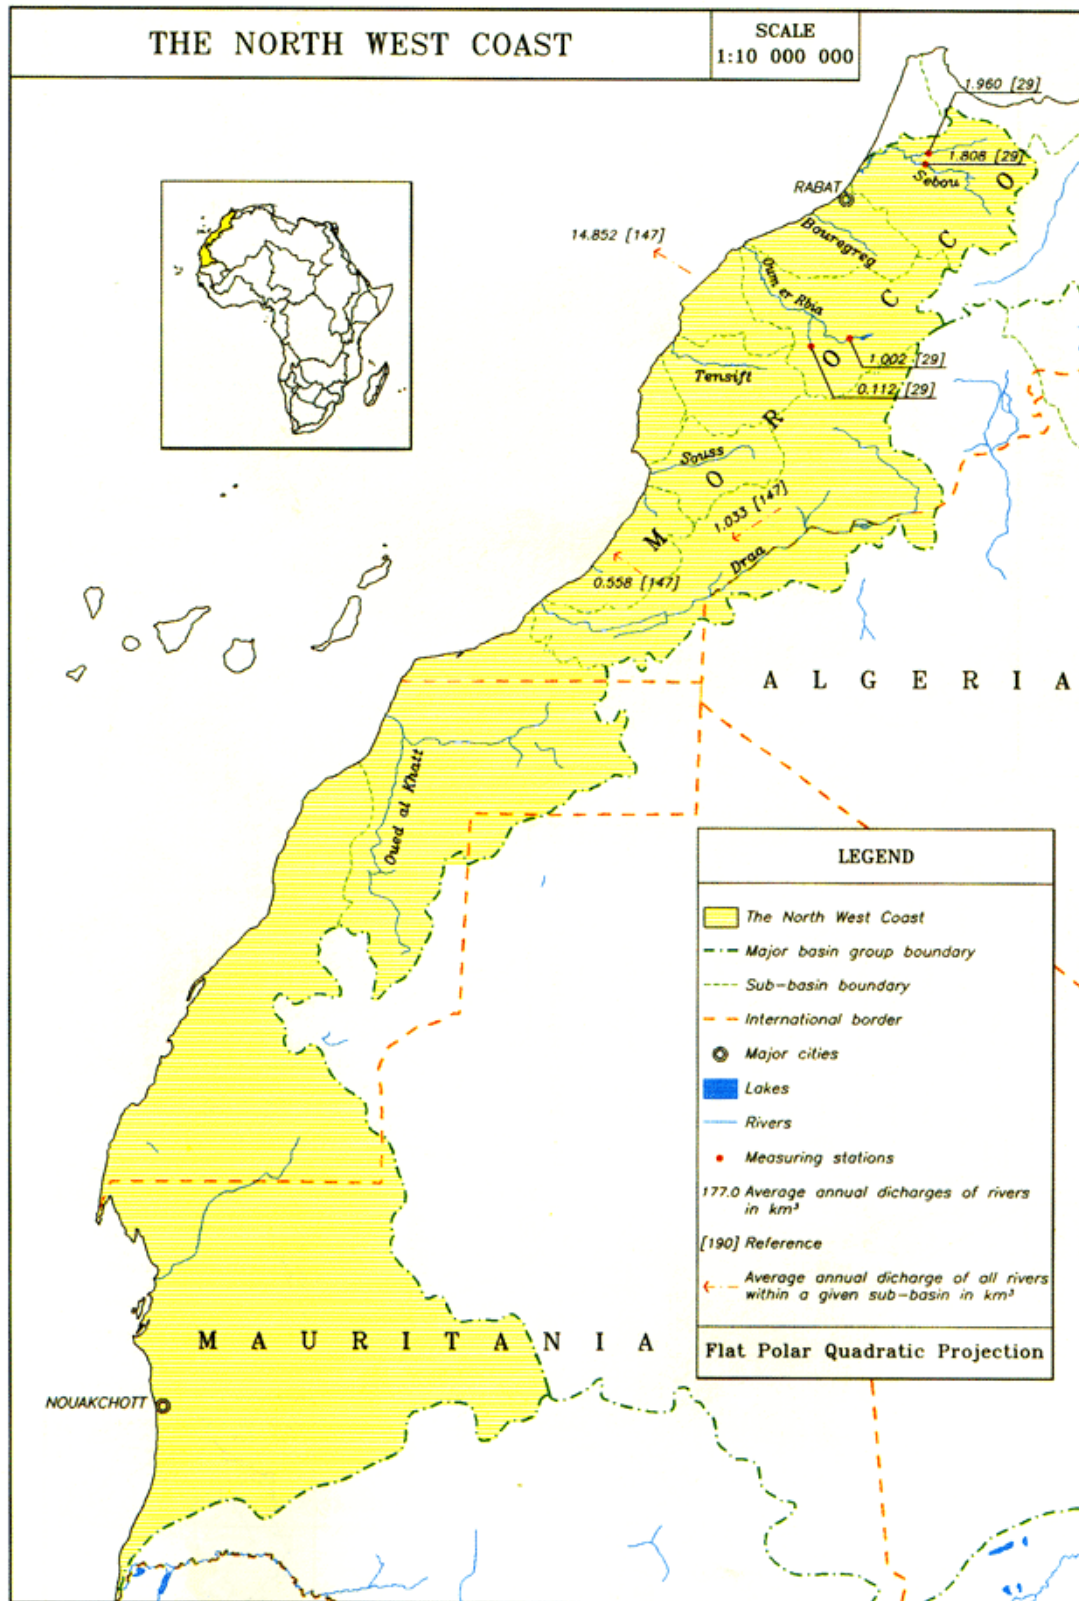 THE NORTH WEST COAST
SCALE
1:10 000 000
1.960 [29]
1.808 [29]
Sebou
RABAT
14.852 [147]
Bouregreg
Oum er Rbia
1.002 [29]
0.112 [29]
Tensift
Souss
1.033 [147]
Draa
0.558 [147]
M O R O C C O
A L G E R I A
Oued al Khatt
LEGEND
The North West Coast
Major basin group boundary
Sub-basin boundary
International border
Major cities
Lakes
Rivers
Measuring stations
177.0 Average annual dicharges of rivers
in km³
[190] Reference
Average annual dicharge of all rivers
within a given sub-basin in km³
Flat Polar Quadratic Projection
M A U R I T A N I A
NOUAKCHOTT